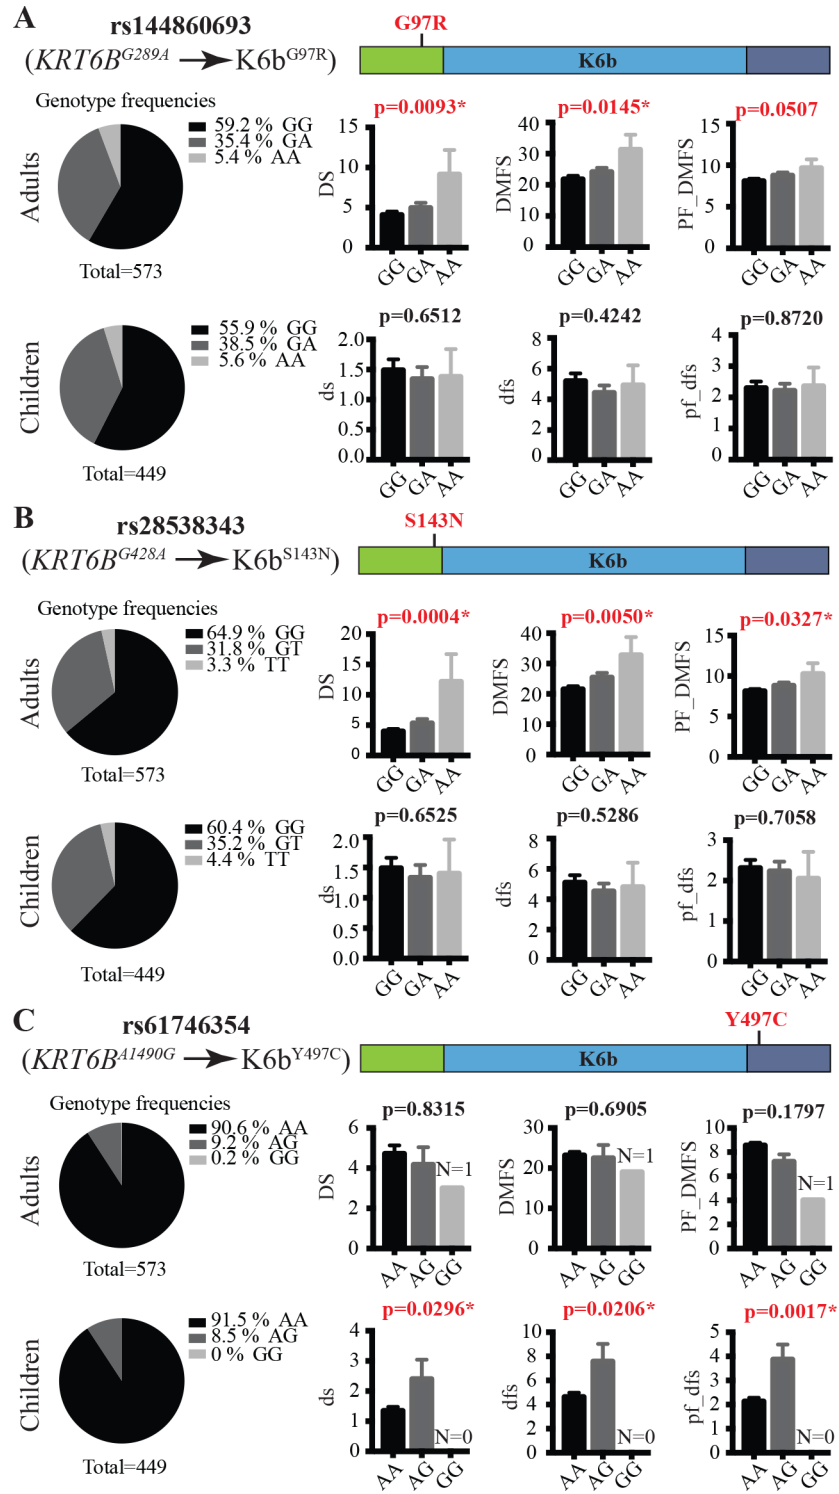 A
rs144860693
(KRT6B^G289A → K6b^G97R)
G97R
K6b
Genotype frequencies
Adults
59.2 % GG
35.4 % GA
5.4 % AA
Total=573
p=0.0093*
DS
15
10
5
0
GG GA AA
p=0.0145*
DMFS
40
30
20
10
0
GG GA AA
p=0.0507
PF_DMFS
15
10
5
0
GG GA AA
Children
55.9 % GG
38.5 % GA
5.6 % AA
Total=449
p=0.6512
ds
2.0
1.5
1.0
0.5
0.0
GG GA AA
p=0.4242
dfs
8
6
4
2
0
GG GA AA
p=0.8720
pf_dfs
4
3
2
1
0
GG GA AA
B
rs28538343
(KRT6B^G428A → K6b^S143N)
S143N
K6b
Genotype frequencies
Adults
64.9 % GG
31.8 % GT
3.3 % TT
Total=573
p=0.0004*
DS
20
15
10
5
0
GG GA AA
p=0.0050*
DMFS
40
30
20
10
0
GG GA AA
p=0.0327*
PF_DMFS
15
10
5
0
GG GA AA
Children
60.4 % GG
35.2 % GT
4.4 % TT
Total=449
p=0.6525
ds
2.0
1.5
1.0
0.5
0.0
GG GA AA
p=0.5286
dfs
8
6
4
2
0
GG GA AA
p=0.7058
pf_dfs
3
2
1
0
GG GA AA
C
rs61746354
(KRT6B^A1490G → K6b^Y497C)
Y497C
K6b
Genotype frequencies
Adults
90.6 % AA
9.2 % AG
0.2 % GG
Total=573
p=0.8315
DS
6
4
2
0
N=1
AA AG GG
p=0.6905
DMFS
30
20
10
0
N=1
AA AG GG
p=0.1797
PF_DMFS
10
8
6
4
2
0
N=1
AA AG GG
Children
91.5 % AA
8.5 % AG
0 % GG
Total=449
p=0.0296*
ds
4
3
2
1
0
N=0
AA AG GG
p=0.0206*
dfs
10
8
6
4
2
0
N=0
AA AG GG
p=0.0017*
pf_dfs
5
4
3
2
1
0
N=0
AA AG GG